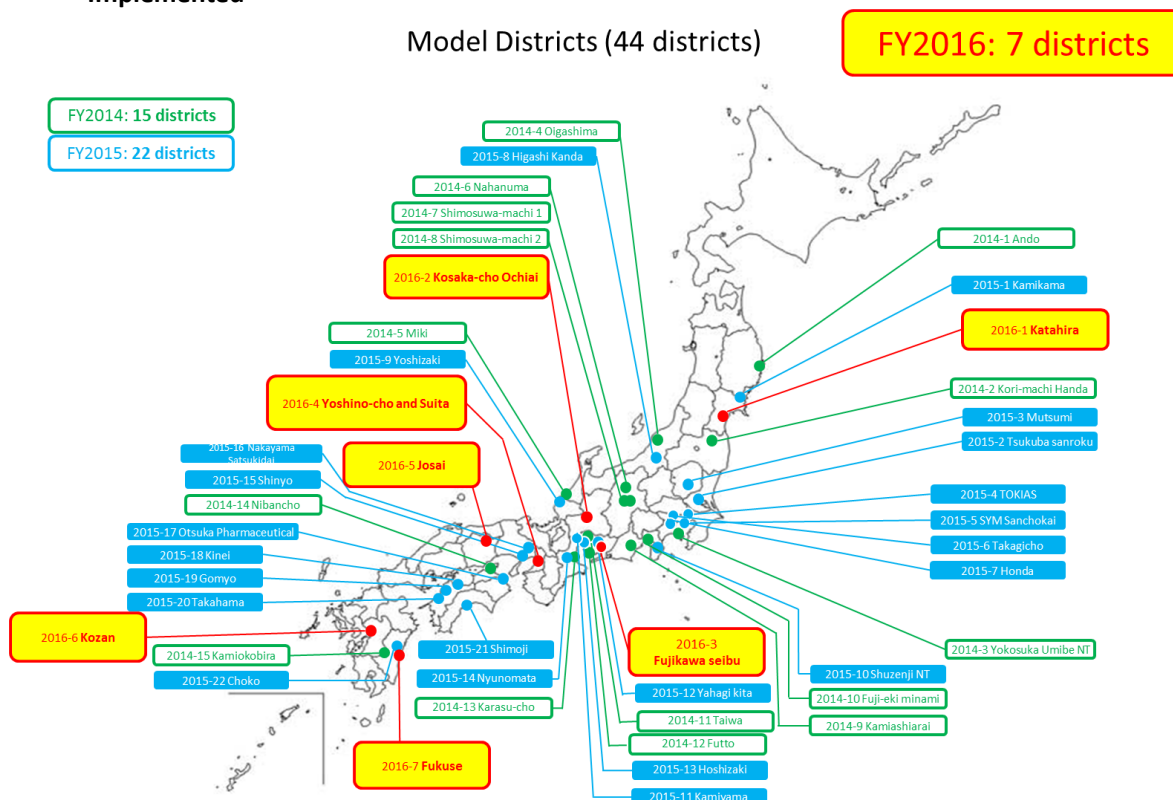 implemented
Model Districts (44 districts)
FY2016: 7 districts
FY2014: 15 districts
FY2015: 22 districts
2014-4 Oigashima
2015-8 Higashi Kanda
2014-6 Nahanuma
2014-7 Shimosuwa-machi 1
2014-8 Shimosuwa-machi 2
2016-2 Kosaka-cho Ochiai
2014-5 Miki
2015-9 Yoshizaki
2016-4 Yoshino-cho and Suita
2015-16 Nakayama
Satsukidai
2016-5 Josai
2015-15 Shinyo
2014-14 Nibancho
2015-17 Otsuka Pharmaceutical
2015-18 Kinei
2015-19 Gomyo
2015-20 Takahama
2016-6 Kozan
2014-15 Kamiokobira
2015-22 Choko
2016-7 Fukuse
2015-21 Shimoji
2015-14 Nyunomata
2014-13 Karasu-cho
2014-1 Ando
2015-1 Kamikama
2016-1 Katahira
2014-2 Kori-machi Handa
2015-3 Mutsumi
2015-2 Tsukuba sanroku
2015-4 TOKIAS
2015-5 SYM Sanchokai
2015-6 Takagicho
2015-7 Honda
2014-3 Yokosuka Umibe NT
2015-10 Shuzenji NT
2014-10 Fuji-eki minami
2014-9 Kamiashiarai
2016-3
Fujikawa seibu
2015-12 Yahagi kita
2014-11 Taiwa
2014-12 Futto
2015-13 Hoshizaki
2015-11 Kamiyama